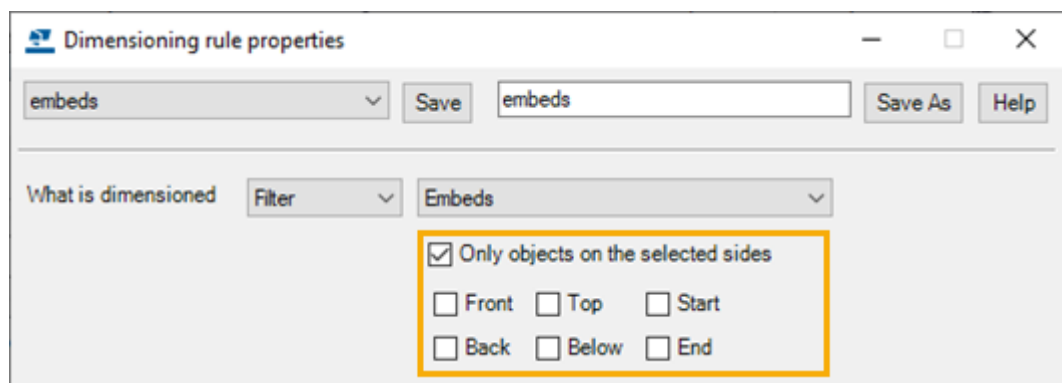 Dimensioning rule properties
embeds Save embeds Save As Help
What is dimensioned Filter Embeds
Only objects on the selected sides
Front Top Start
Back Below End